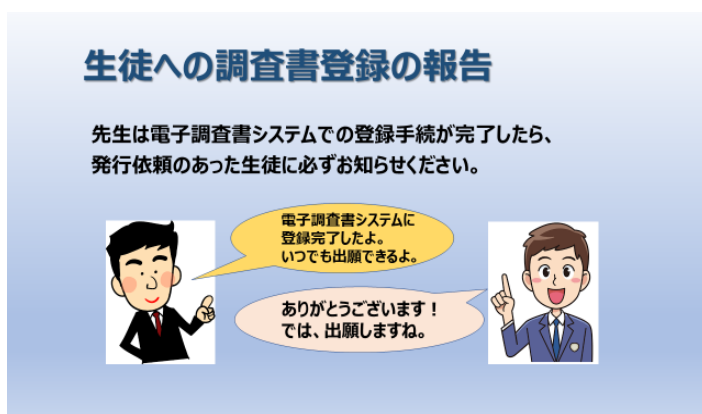 生徒への調査書登録の報告
先生は電子調査書システムでの登録手続が完了したら、
発行依頼のあった生徒に必ずお知らせください。
電子調査書システムに
登録完了したよ。
いつでも出願できるよ。
ありがとうございます！
では、出願しますね。